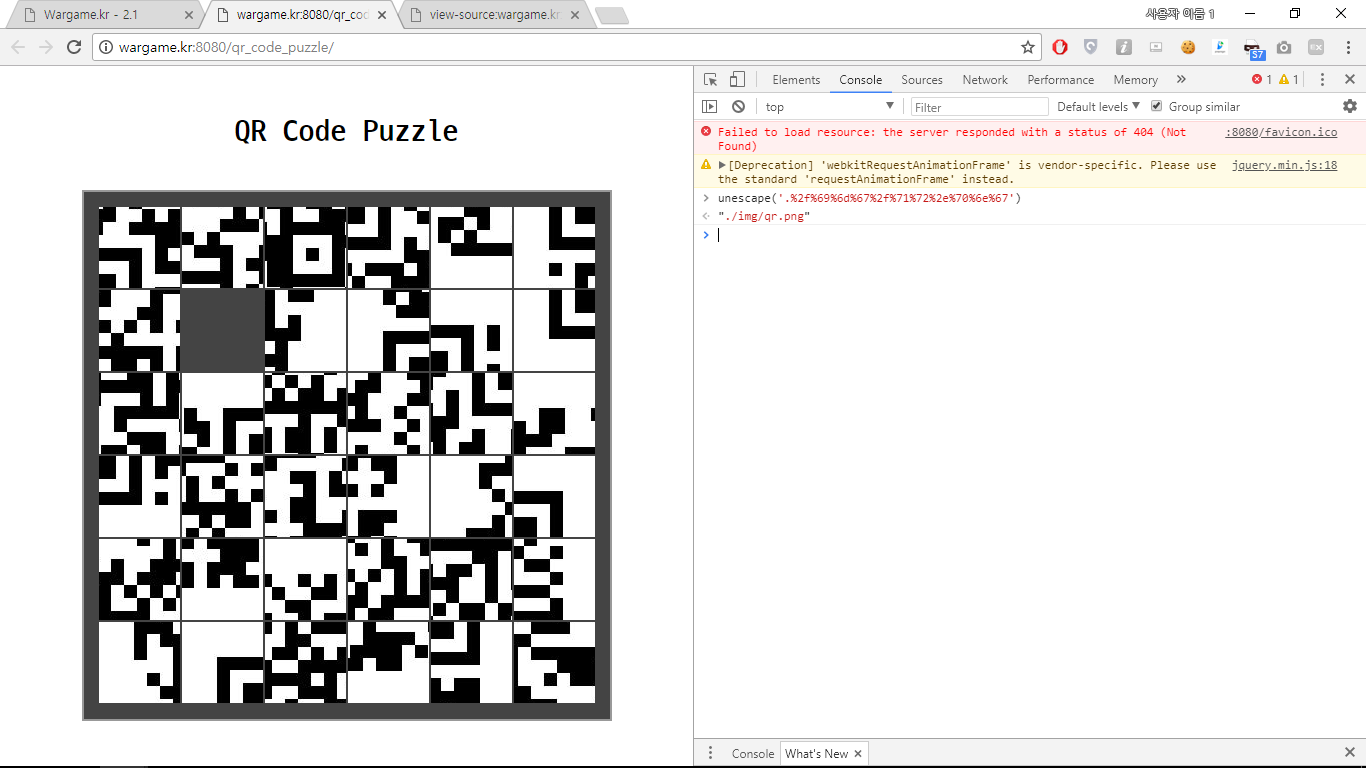 Wargame.kr - 2.1
wargame.kr:8080/qr_co
view-source:wargame.kr
사용자 이름 1
wargame.kr:8080/qr_code_puzzle/
57
QR Code Puzzle
Elements Console Sources Network Performance Memory » 1 1
top Filter Default levels Group similar
Failed to load resource: the server responded with a status of 404 (Not :8080/favicon.ico
Found)
[Deprecation] 'webkitRequestAnimationFrame' is vendor-specific. Please use jquery.min.js:18
the standard 'requestAnimationFrame' instead.
unescape('.%2f%69%6d%67%2f%71%72%2e%70%6e%67')
"./img/qr.png"
Console What's New